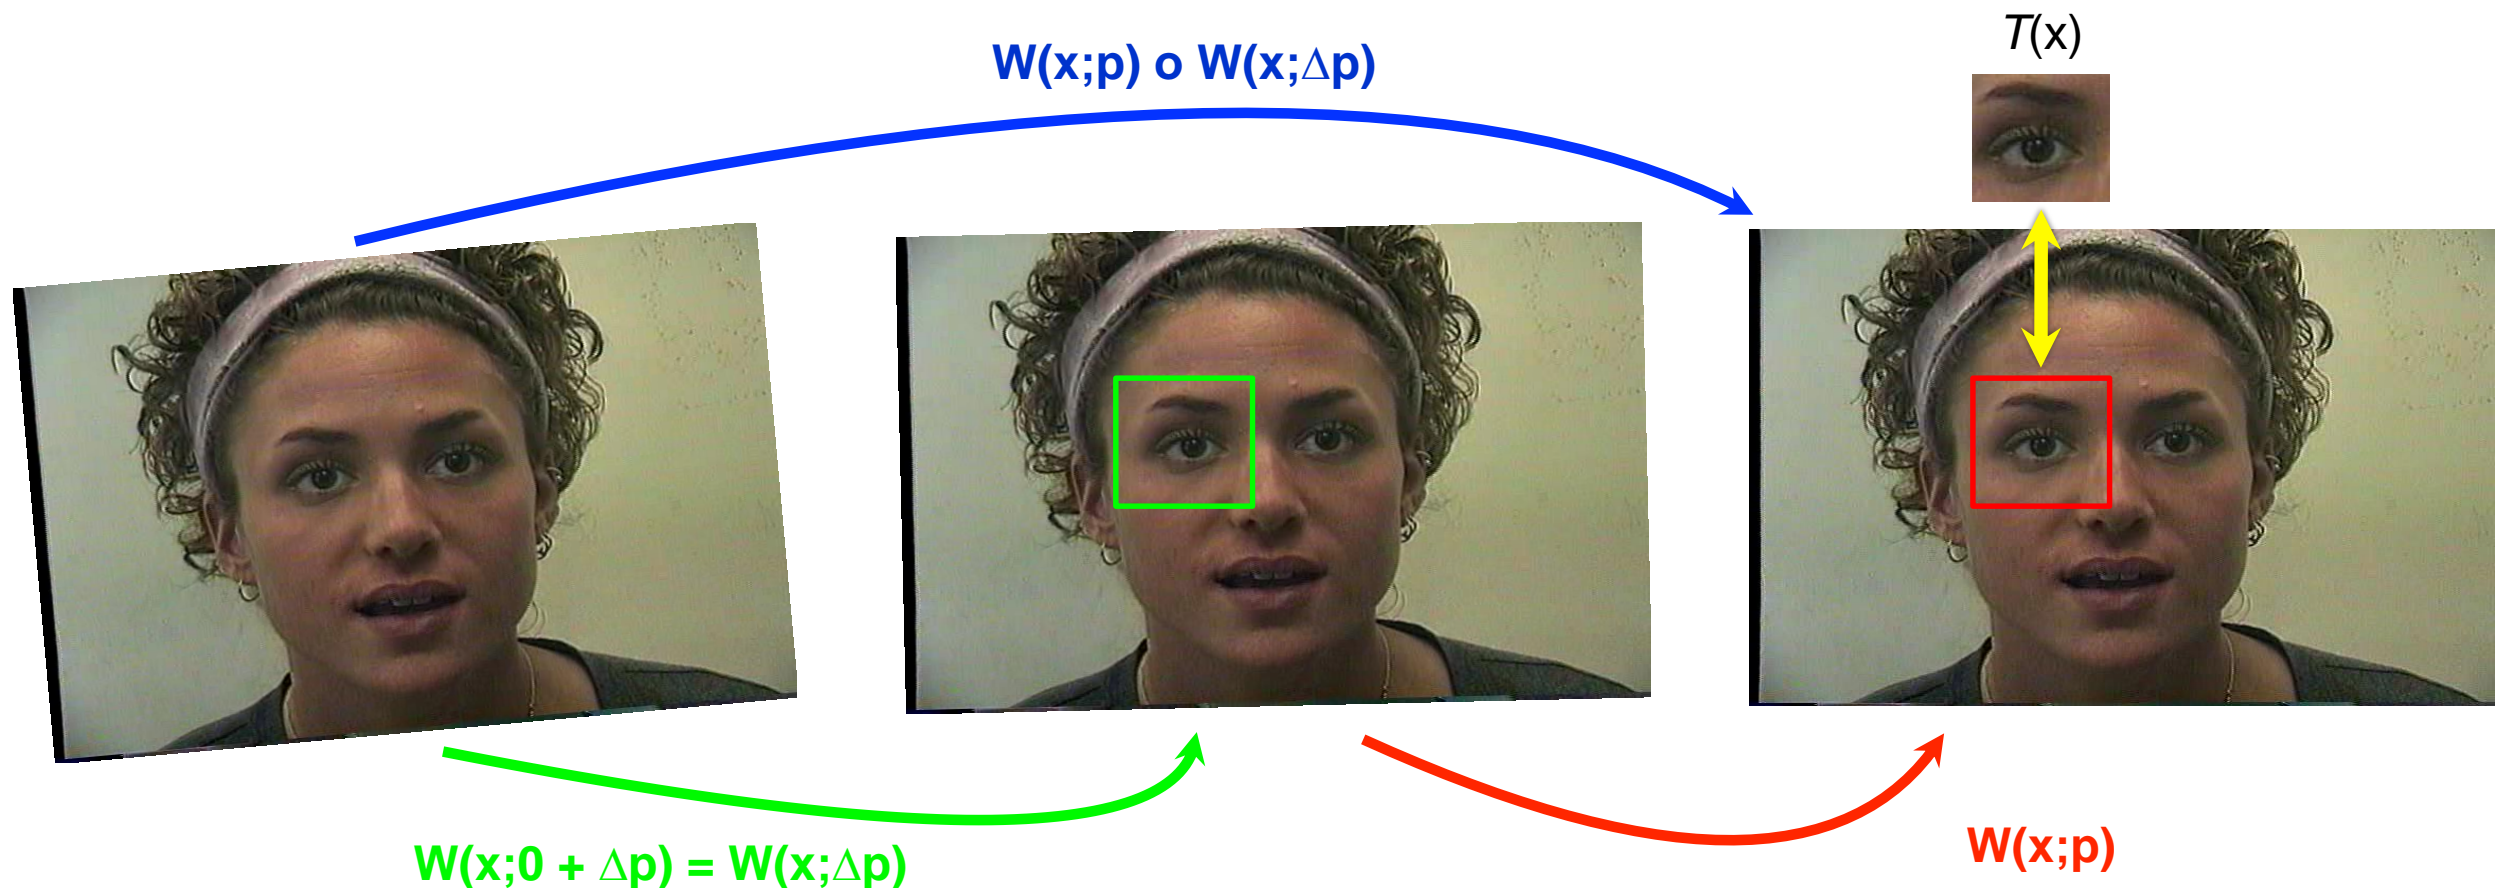 T(x)
W(x;p) o W(x;Δp)
W(x;0 + Δp) = W(x;Δp)
W(x;p)